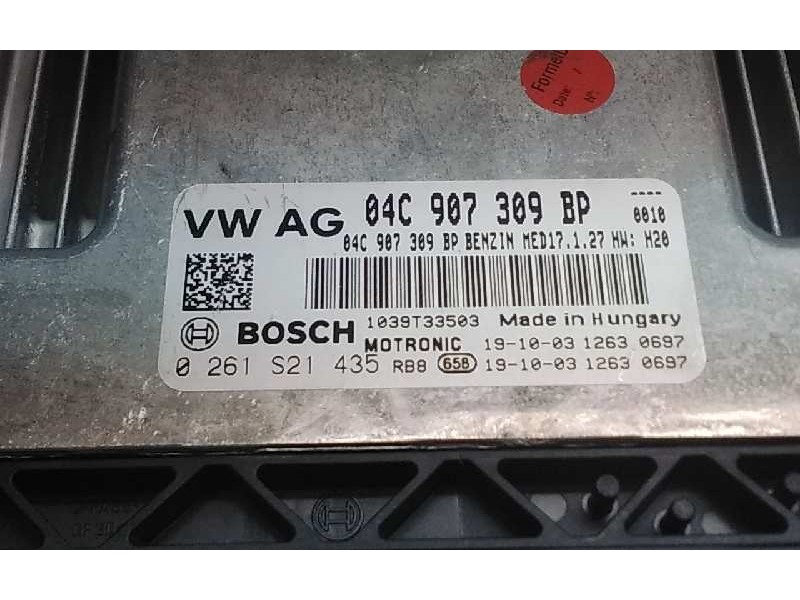 Date: /
N°:
VW AG 04C 907 309 BP ----
0010
04C 907 309 BP BENZIN MED17.1.27 HW: H20
1039T33503 Made in Hungary
BOSCH MOTRONIC 19-10-03 1263 0697
0 261 S21 435 RB8 658 19-10-03 1263 0697